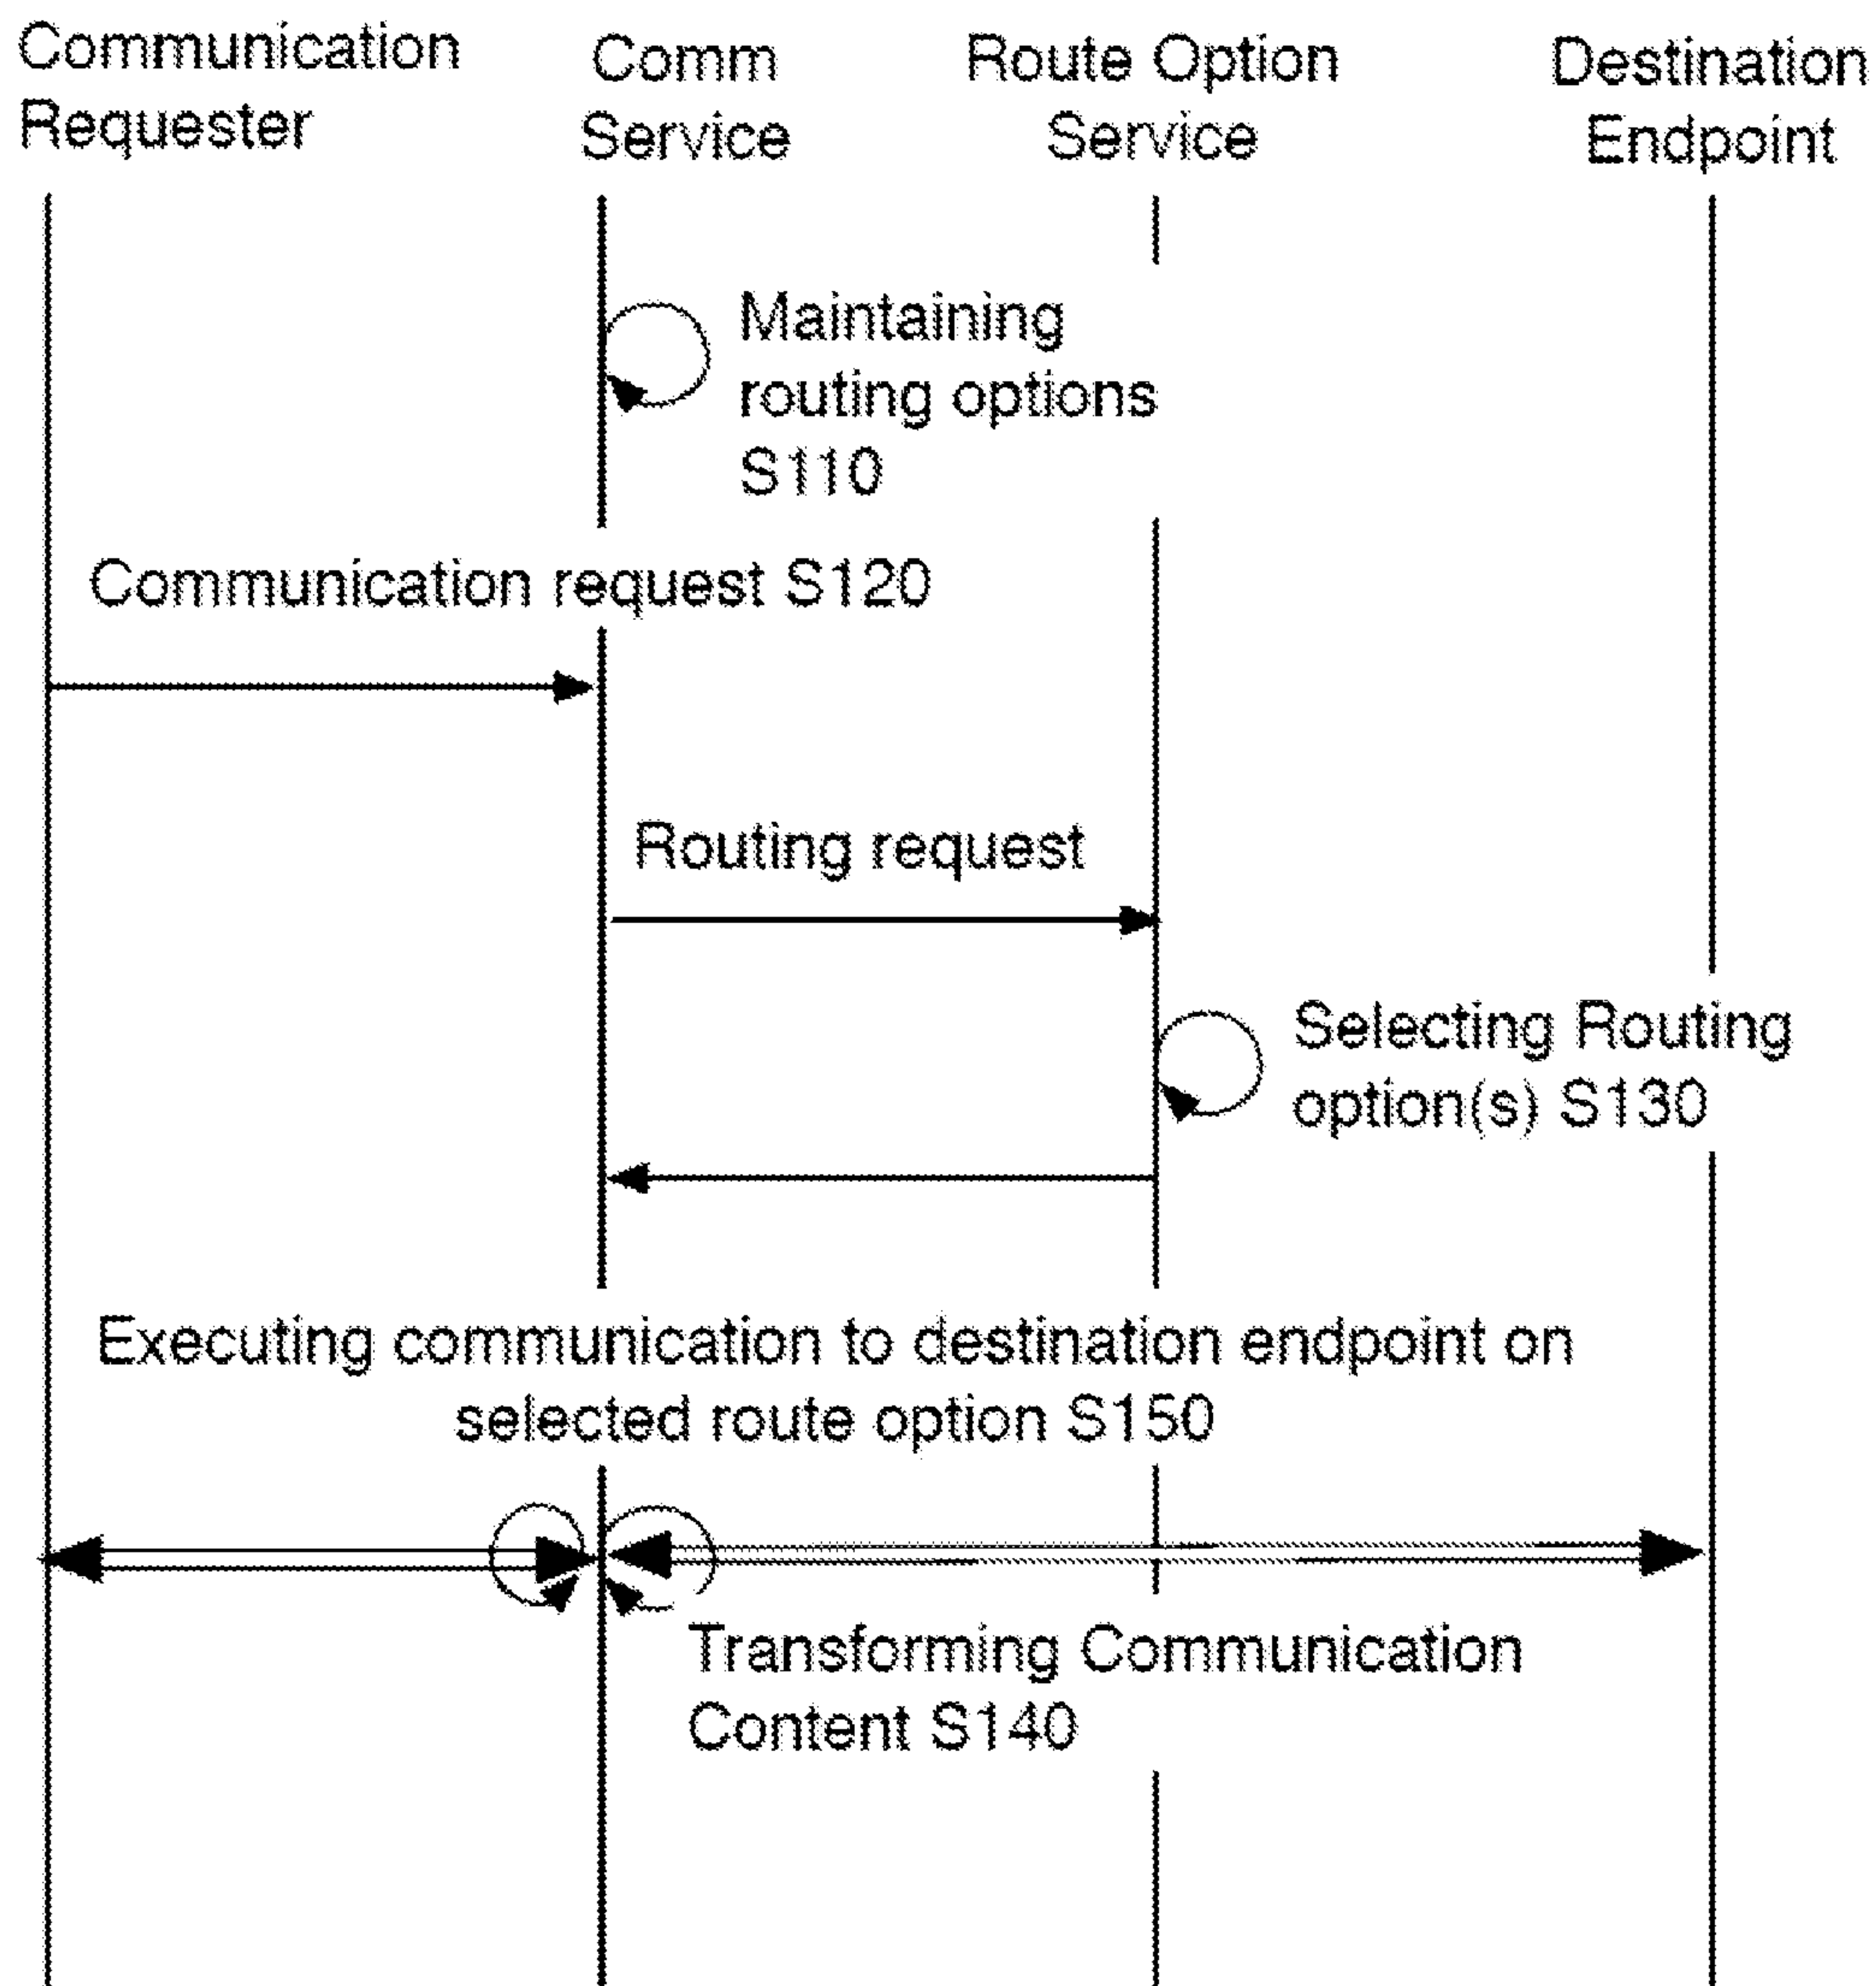 Communication
Requester
Comm
Service
Route Option
Service
Destination
Endpoint
Maintaining
routing options
S110
Communication request S120
Routing request
Selecting Routing
option(s) S130
Executing communication to destination endpoint on
selected route option S150
Transforming Communication
Content S140